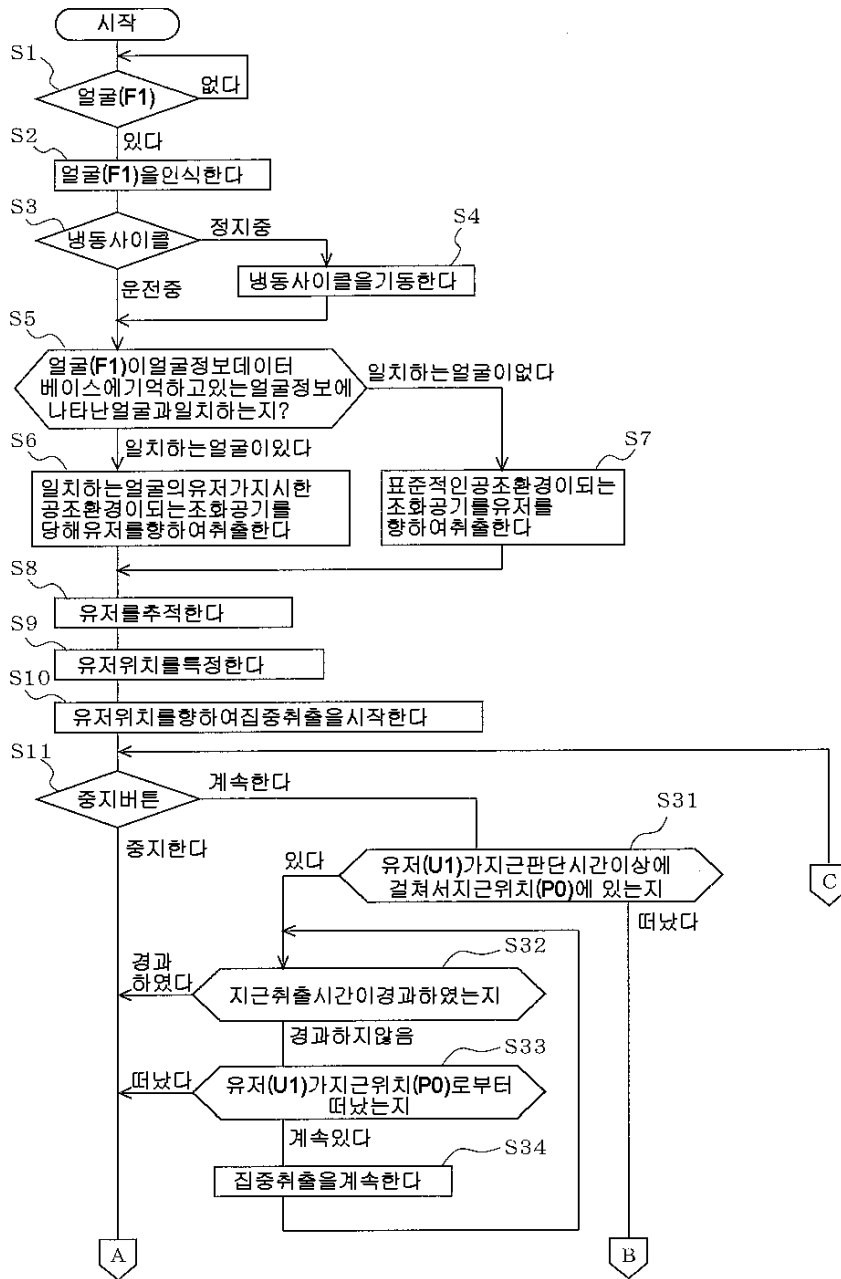 시작
S1
얼굴(F1)
없다
있다
S2
얼굴(F1)을인식한다
S3
냉동사이클
정지중
S4
냉동사이클을기동한다
운전중
S5
얼굴(F1)이얼굴정보데이터
베이스에기억하고있는얼굴정보에
나타난얼굴과일치하는지?
일치하는얼굴이없다
일치하는얼굴이있다
S6
일치하는얼굴의유저가지시한
공조환경이되는조화공기를
당해유저를향하여취출한다
S7
표준적인공조환경이되는
조화공기를유저를
향하여취출한다
S8
유저를추적한다
S9
유저위치를특정한다
S10
유저위치를향하여집중취출을시작한다
S11
중지버튼
계속한다
중지한다
S31
유저(U1)가지근판단시간이상에
걸쳐서지근위치(P0)에 있는지
있다
떠났다
C
S32
지근취출시간이경과하였는지
경과
하였다
경과하지않음
S33
유저(U1)가지근위치(P0)로부터
떠났는지
떠났다
계속있다
S34
집중취출을계속한다
A
B